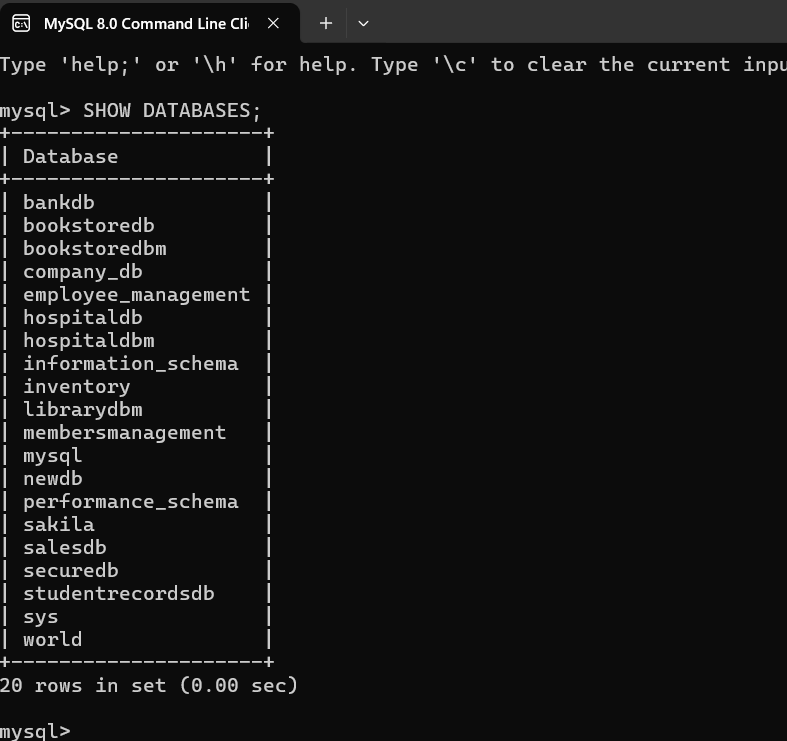 MySQL 8.0 Command Line Cli
Type 'help;' or '\h' for help. Type '\c' to clear the current inpu
mysql> SHOW DATABASES;
+--------------------+
| Database           |
+--------------------+
| bankdb             |
| bookstoredb        |
| bookstoredbm       |
| company_db         |
| employee_management |
| hospitaldb         |
| hospitaldbm        |
| information_schema |
| inventory          |
| librarydbm         |
| membersmanagement  |
| mysql              |
| newdb              |
| performance_schema |
| sakila             |
| salesdb            |
| securedb           |
| studentrecordsdb   |
| sys                |
| world              |
+--------------------+
20 rows in set (0.00 sec)
mysql>